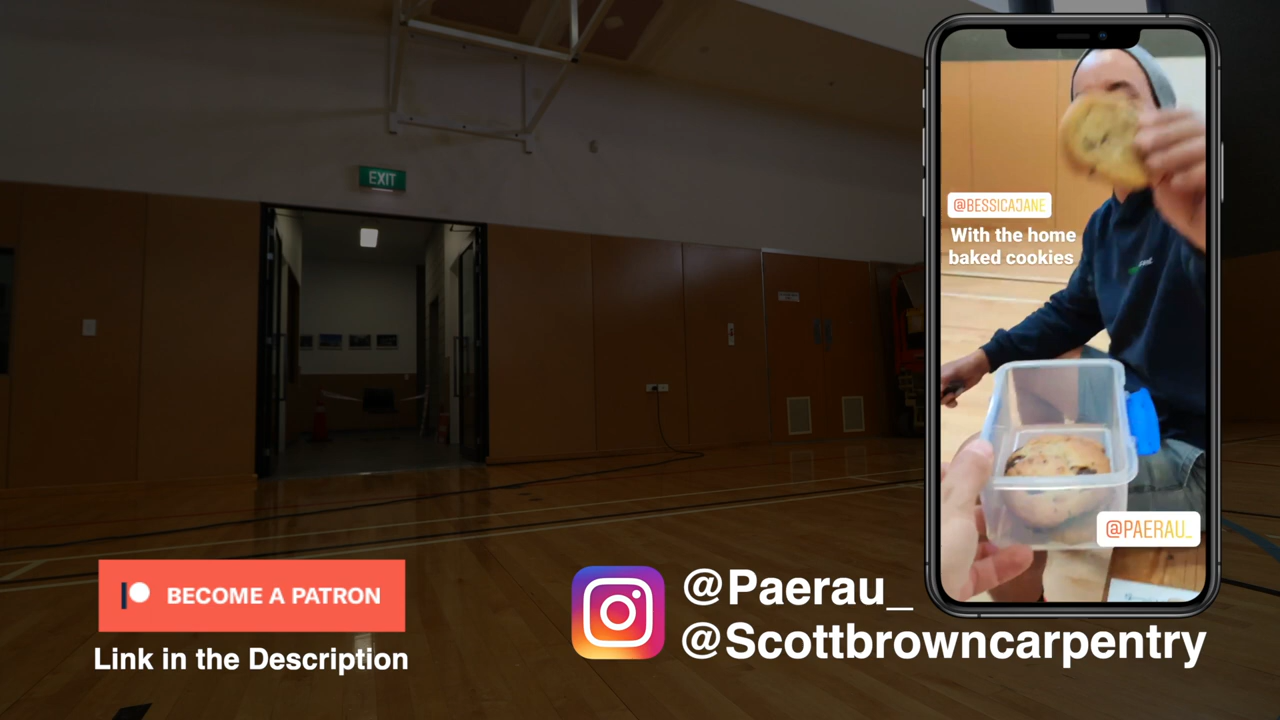 EXIT
@BESSICAJANE
With the home
baked cookies
@PAERAU_
BECOME A PATRON
Link in the Description
@Paerau_
@Scottbrowncarpentry